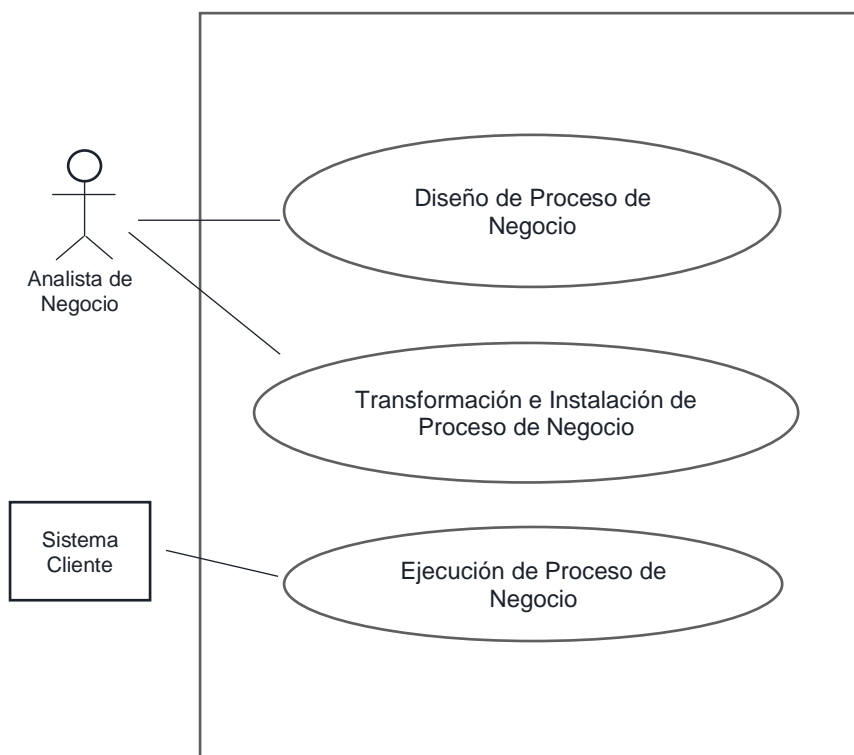 Diseño de Proceso de
Negocio
Analista de
Negocio
Transformación e Instalación de
Proceso de Negocio
Sistema
Cliente
Ejecución de Proceso de
Negocio